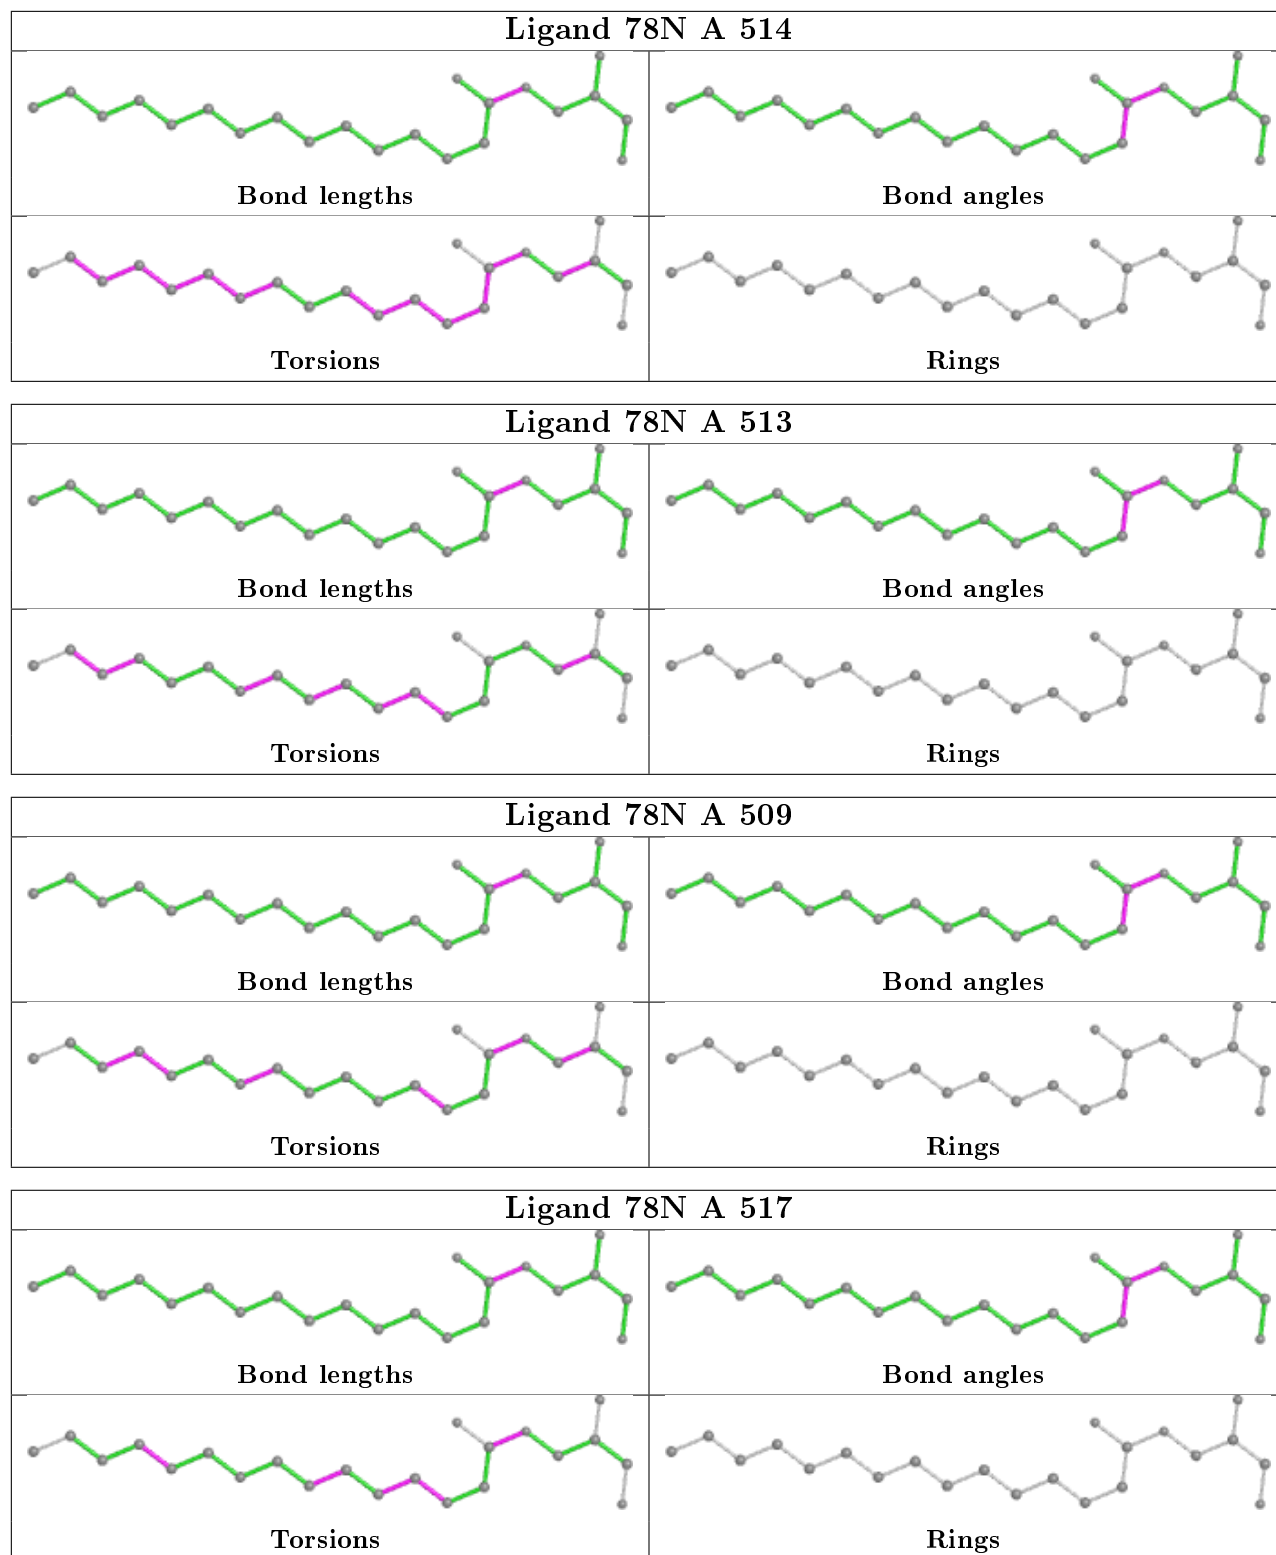 Ligand 78N A 514
Bond lengths
Bond angles
Torsions
Rings
Ligand 78N A 513
Bond lengths
Bond angles
Torsions
Rings
Ligand 78N A 509
Bond lengths
Bond angles
Torsions
Rings
Ligand 78N A 517
Bond lengths
Bond angles
Torsions
Rings